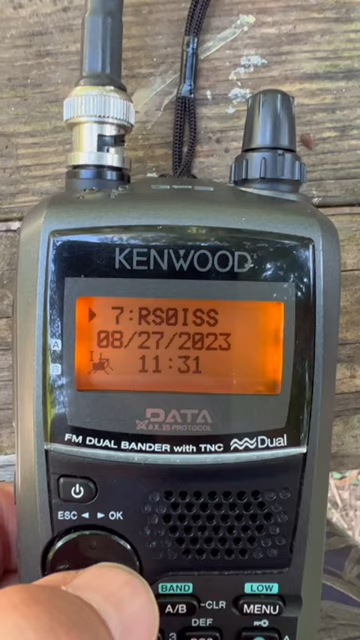 KENWOOD
▶ 7:RS0ISS
08/27/2023
11:31
A
B
DATA
AX.25 PROTOCOL
FM DUAL BANDER with TNC Dual
ESC ◀ ▶ OK
BAND
LOW
A/B
-CLR
MENU
DEF